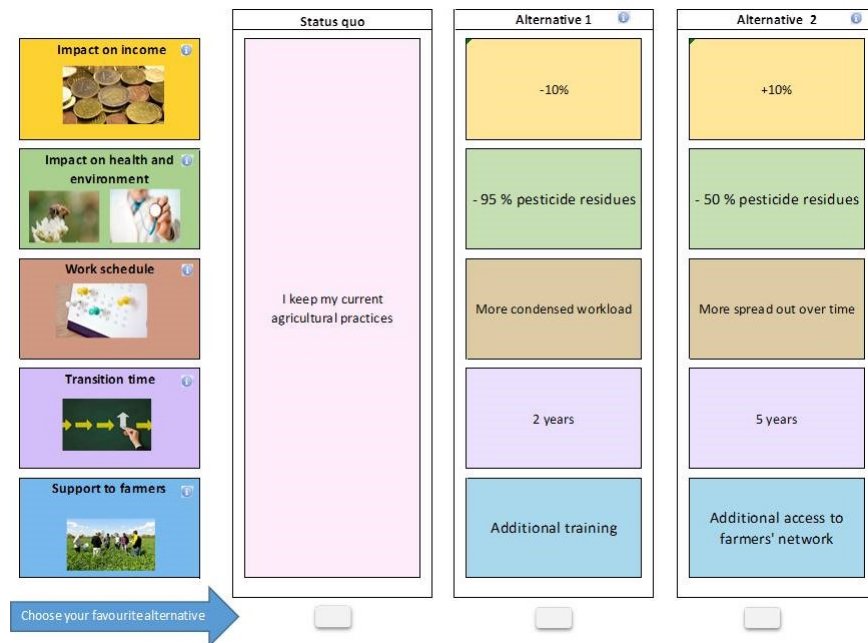 Status quo
Alternative 1
Alternative 2
Impact on income
-10%
+10%
Impact on health and
environment
- 95 % pesticide residues
- 50 % pesticide residues
Work schedule
I keep my current
agricultural practices
More condensed workload
More spread out over time
Transition time
2 years
5 years
Support to farmers
Additional training
Additional access to
farmers' network
Choose your favourite alternative